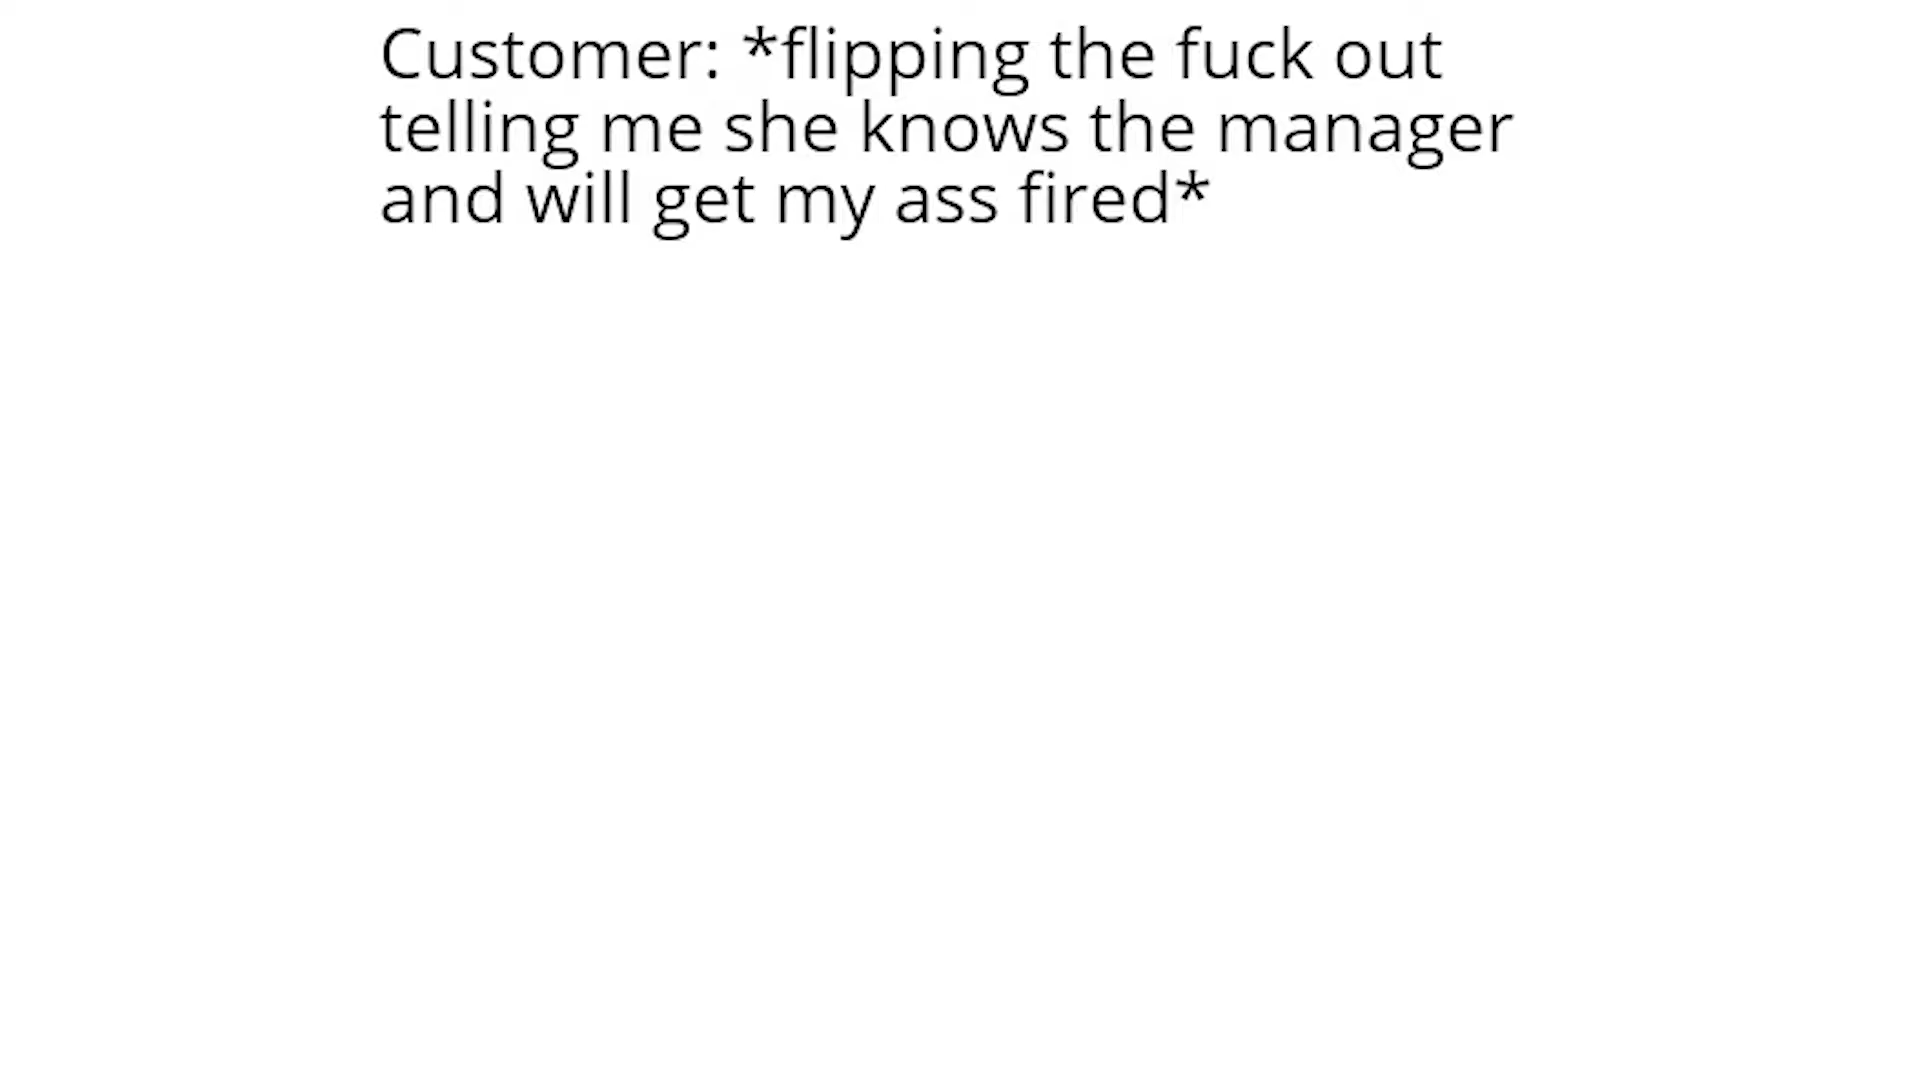 Customer: *flipping the fuck out
telling me she knows the manager
and will get my ass fired*